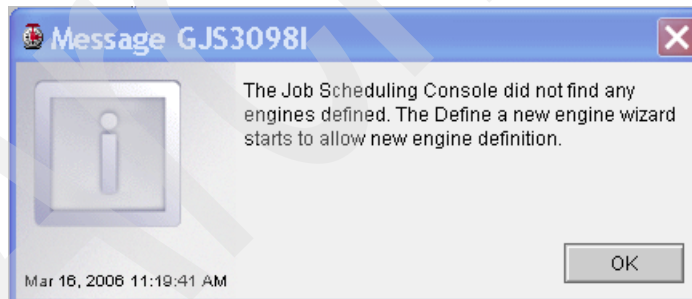 Message GJS3098I
The Job Scheduling Console did not find any
engines defined. The Define a new engine wizard
starts to allow new engine definition.
OK
Mar 16, 2006 11:19:41 AM